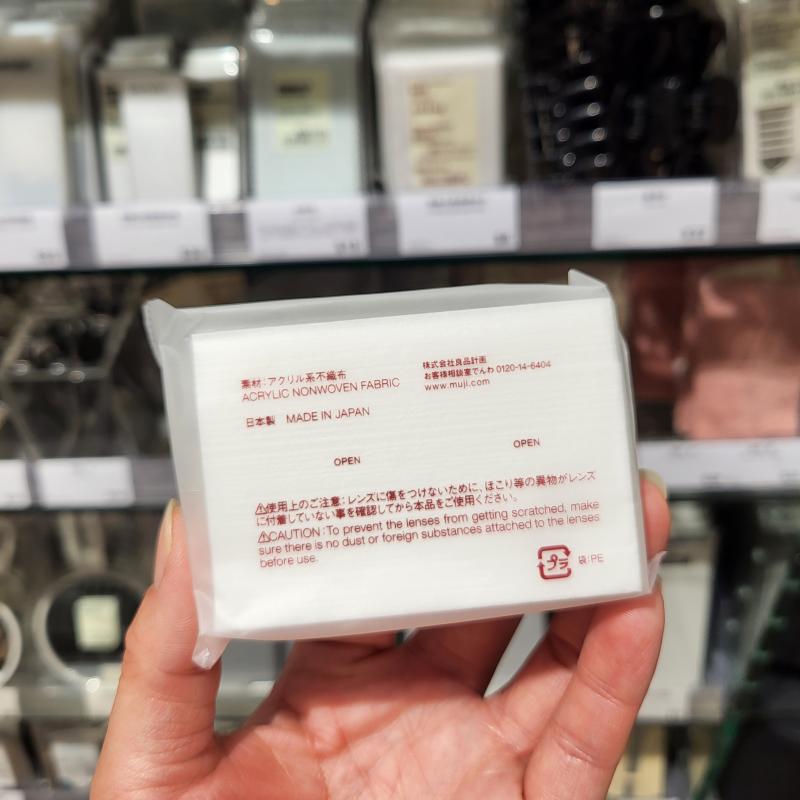 素材:アクリル系不織布
ACRYLIC NONWOVEN FABRIC
日本製 MADE IN JAPAN
株式会社良品計画
お客様相談室でんわ 0120-14-6404
www.muji.com
OPEN
OPEN
⚠使用上のご注意:レンズに傷をつけないために、ほこり等の異物がレンズ
に付着していない事を確認してから本品をご使用ください。
⚠CAUTION:To prevent the lenses from getting scratched, make
sure there is no dust or foreign substances attached to the lenses
before use.
プラ 袋:PE